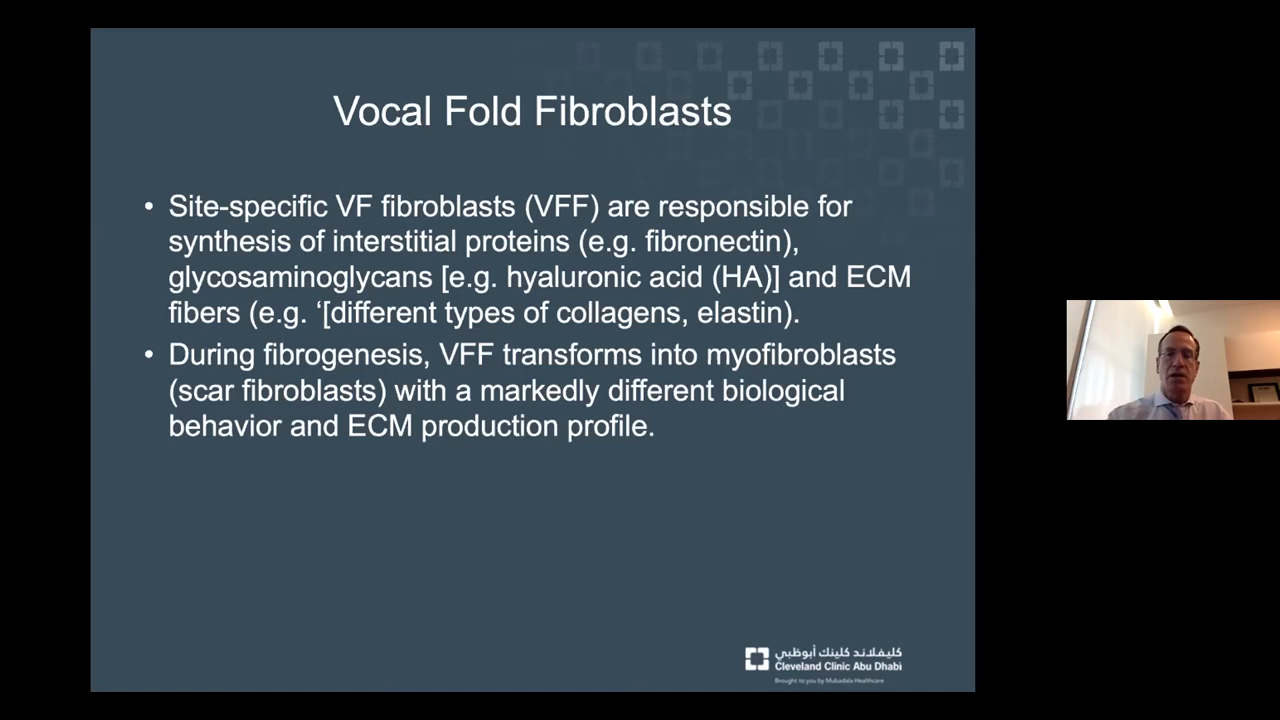 Vocal Fold Fibroblasts
• Site-specific VF fibroblasts (VFF) are responsible for
synthesis of interstitial proteins (e.g. fibronectin),
glycosaminoglycans [e.g. hyaluronic acid (HA)] and ECM
fibers (e.g. ‘[different types of collagens, elastin).
• During fibrogenesis, VFF transforms into myofibroblasts
(scar fibroblasts) with a markedly different biological
behavior and ECM production profile.
كليفلاند كلينك أبوظبي
Cleveland Clinic Abu Dhabi
Brought to you by Mubadala Healthcare